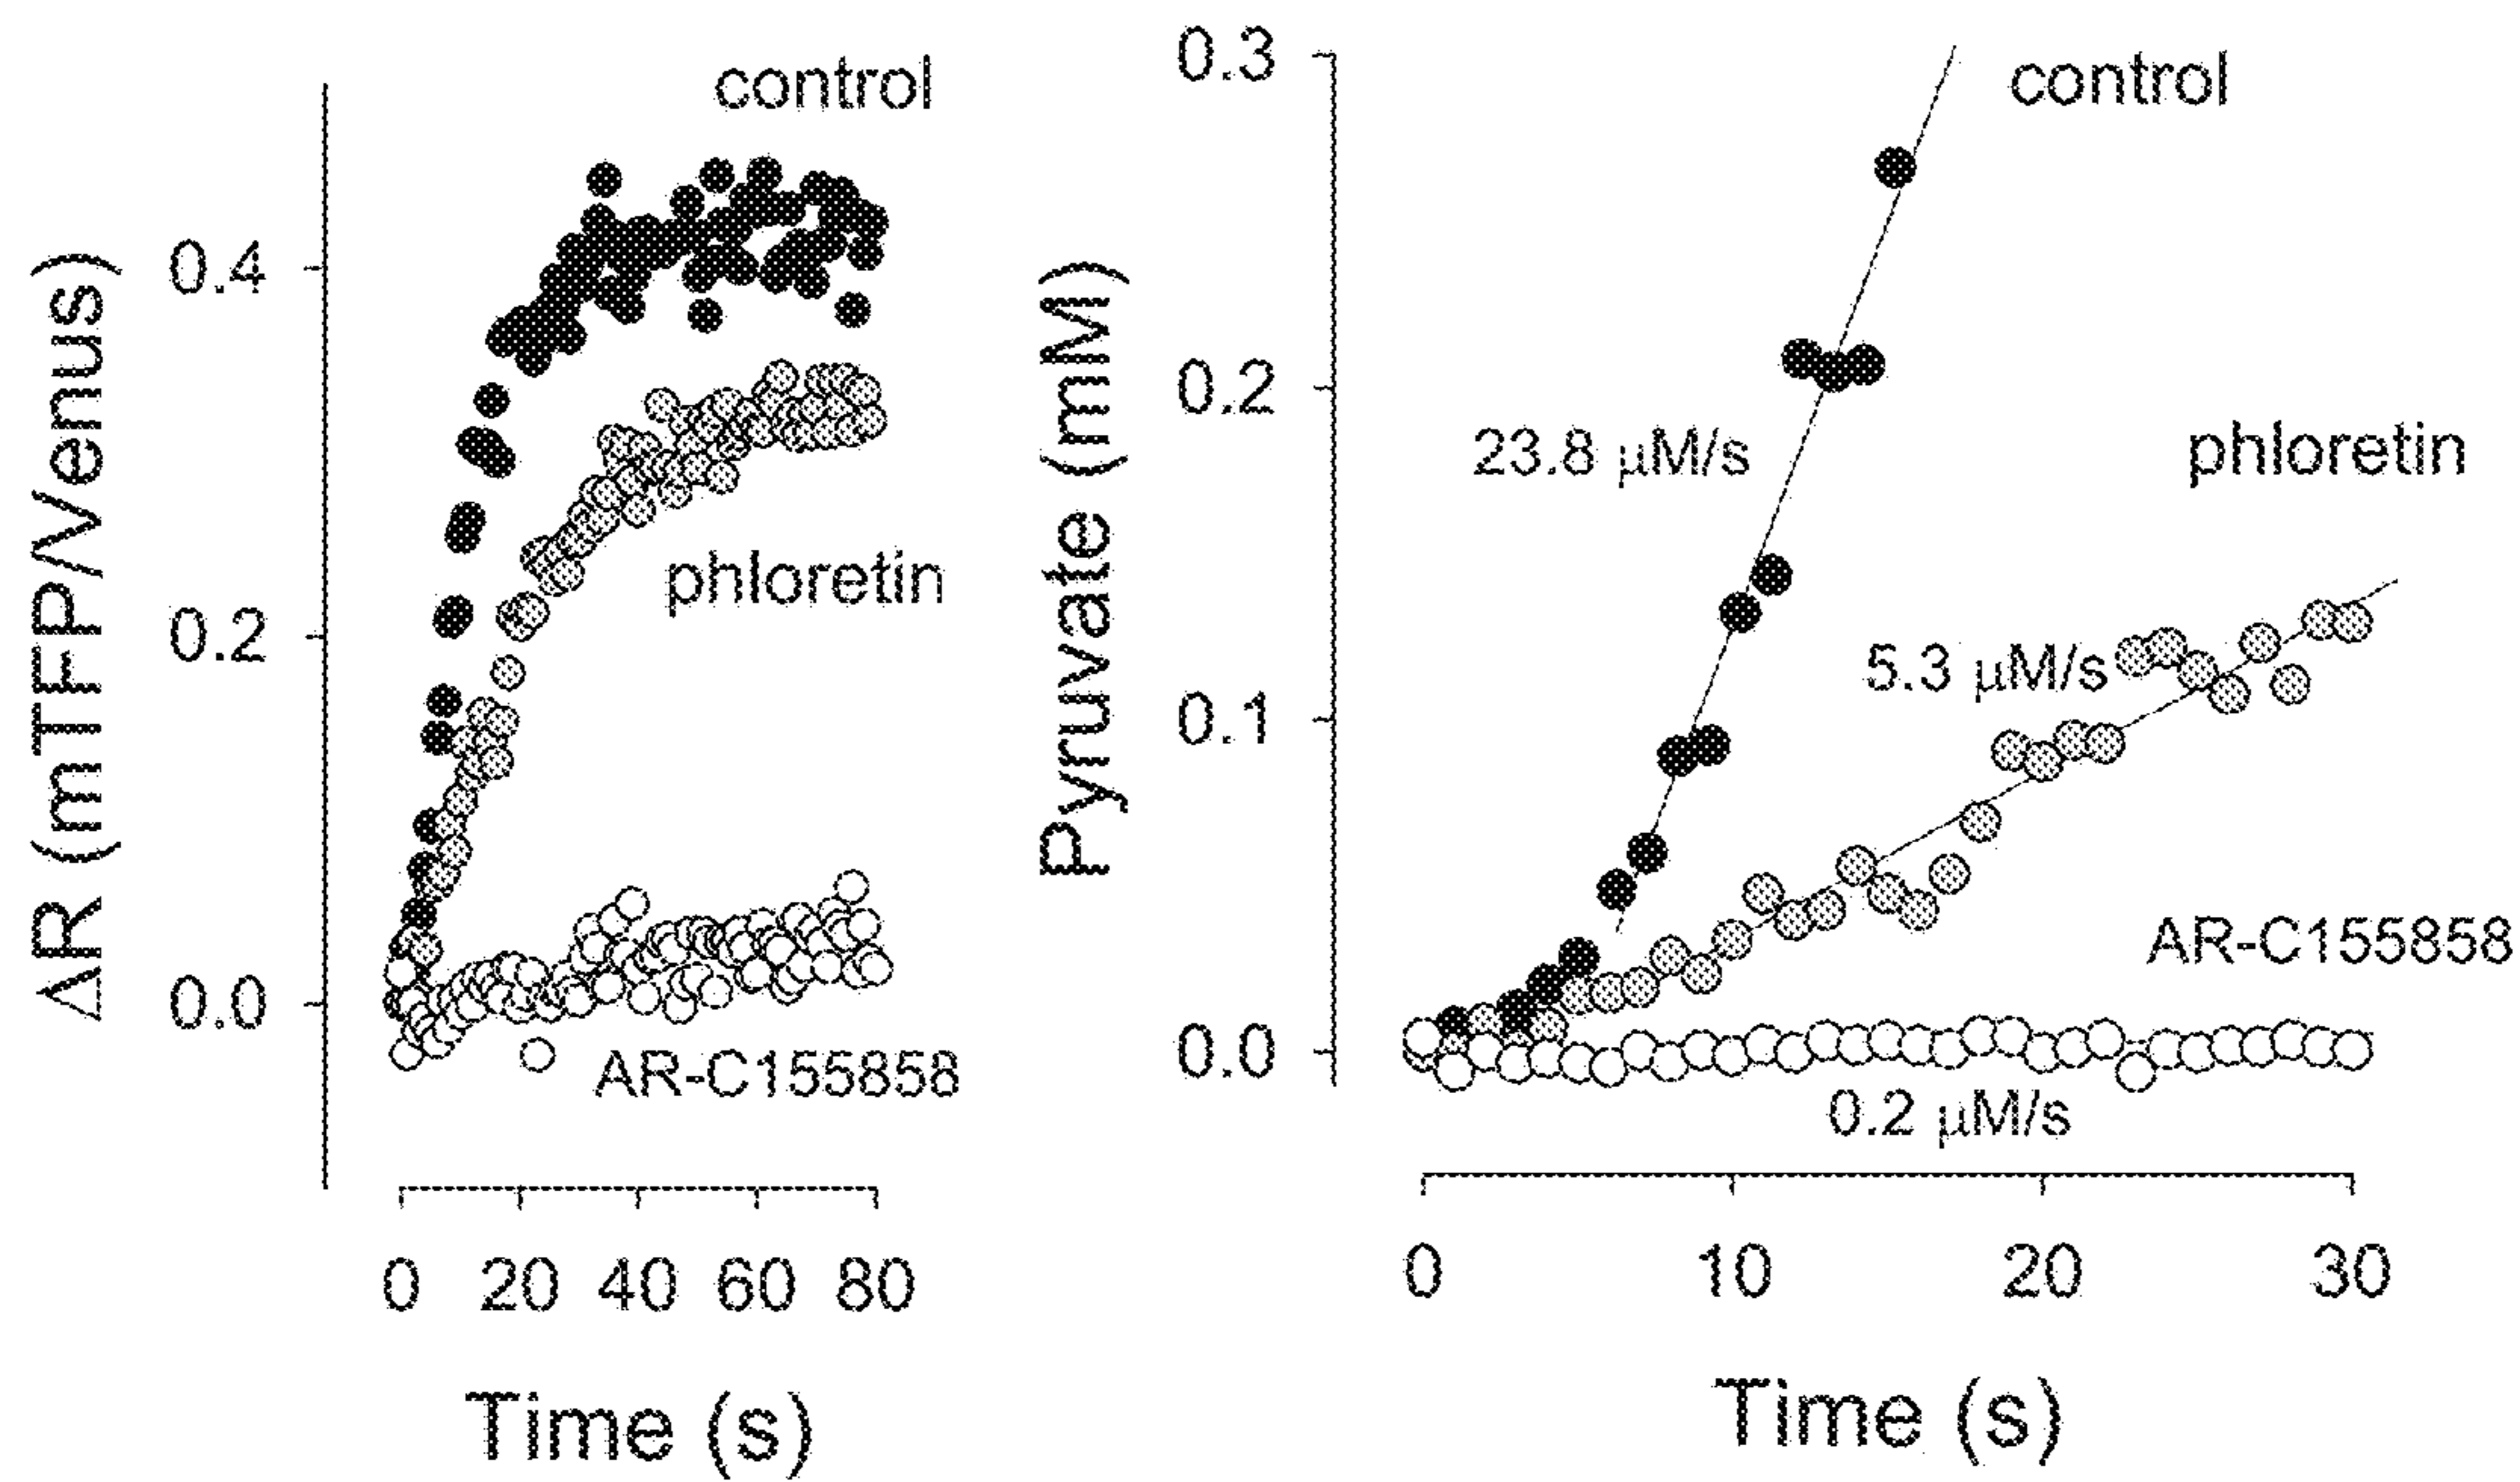 control
0.4
0.2
0.0
ΔR (mTFP/Venus)
phloretin
AR-C155858
0 20 40 60 80
Time (s)
0.3
0.2
0.1
0.0
Pyruvate (mM)
control
23.8 μM/s
phloretin
5.3 μM/s
AR-C155858
0.2 μM/s
0 10 20 30
Time (s)